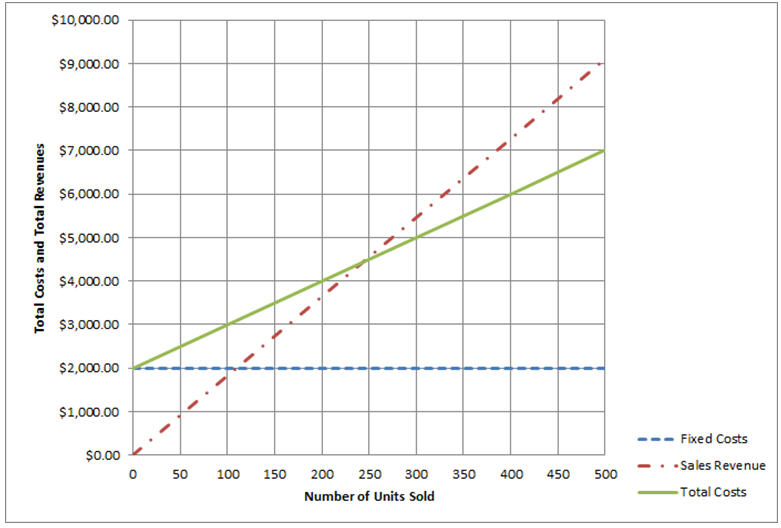 $10,000.00
$9,000.00
$8,000.00
$7,000.00
$6,000.00
$5,000.00
$4,000.00
$3,000.00
$2,000.00
$1,000.00
$0.00
Total Costs and Total Revenues
0 50 100 150 200 250 300 350 400 450 500
Number of Units Sold
Fixed Costs
Sales Revenue
Total Costs